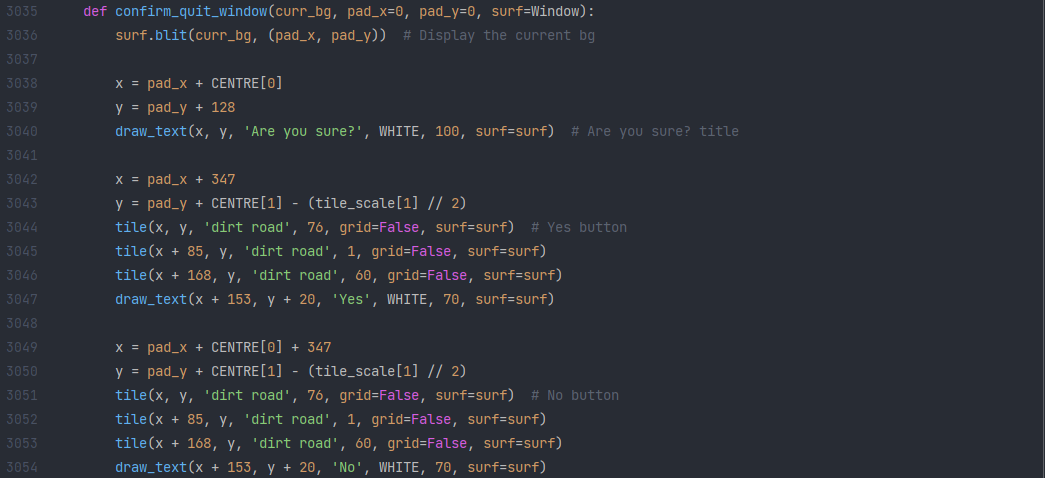 3035 def confirm_quit_window(curr_bg, pad_x=0, pad_y=0, surf=Window):
3036 surf.blit(curr_bg, (pad_x, pad_y))  # Display the current bg
3037
3038 x = pad_x + CENTRE[0]
3039 y = pad_y + 128
3040 draw_text(x, y, 'Are you sure?', WHITE, 100, surf=surf)  # Are you sure? title
3041
3042 x = pad_x + 347
3043 y = pad_y + CENTRE[1] - (tile_scale[1] // 2)
3044 tile(x, y, 'dirt road', 76, grid=False, surf=surf)  # Yes button
3045 tile(x + 85, y, 'dirt road', 1, grid=False, surf=surf)
3046 tile(x + 168, y, 'dirt road', 60, grid=False, surf=surf)
3047 draw_text(x + 153, y + 20, 'Yes', WHITE, 70, surf=surf)
3048
3049 x = pad_x + CENTRE[0] + 347
3050 y = pad_y + CENTRE[1] - (tile_scale[1] // 2)
3051 tile(x, y, 'dirt road', 76, grid=False, surf=surf)  # No button
3052 tile(x + 85, y, 'dirt road', 1, grid=False, surf=surf)
3053 tile(x + 168, y, 'dirt road', 60, grid=False, surf=surf)
3054 draw_text(x + 153, y + 20, 'No', WHITE, 70, surf=surf)